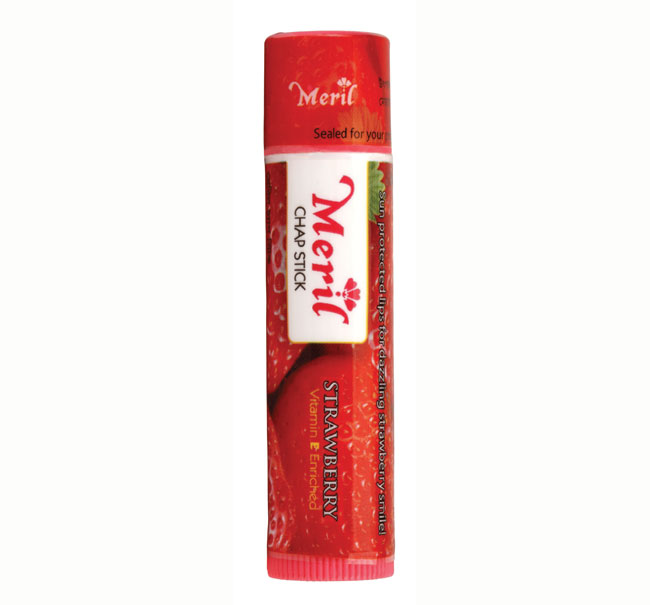 Meril
Sealed for your
Meril
CHAP STICK
STRAWBERRY
Vitamin E Enriched
Sun protected lips for dazzling strawberry smile!